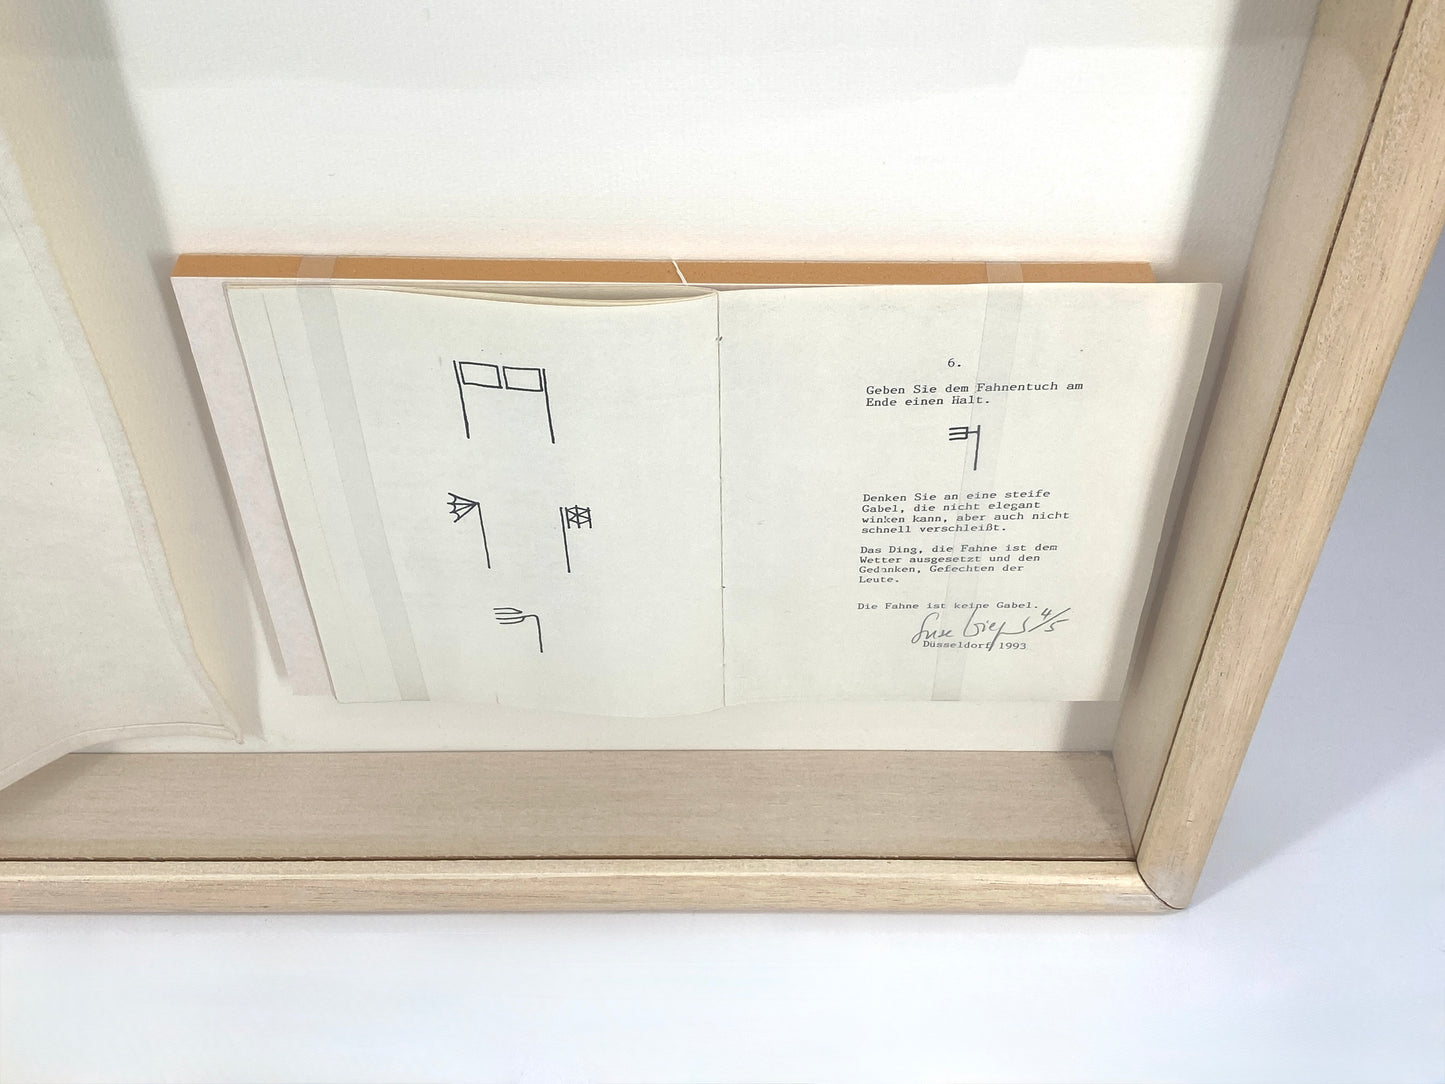 6.
Geben Sie dem Fahnentuch am
Ende einen Halt.
Denken Sie an eine steife
Gabel, die nicht elegant
winken kann, aber auch nicht
schnell verschleißt.
Das Ding, die Fahne ist dem
Wetter ausgesetzt und den
Gedanken, Gefechten der
Leute.
Die Fahne ist keine Gabel.
4/5
Düsseldorf 1993